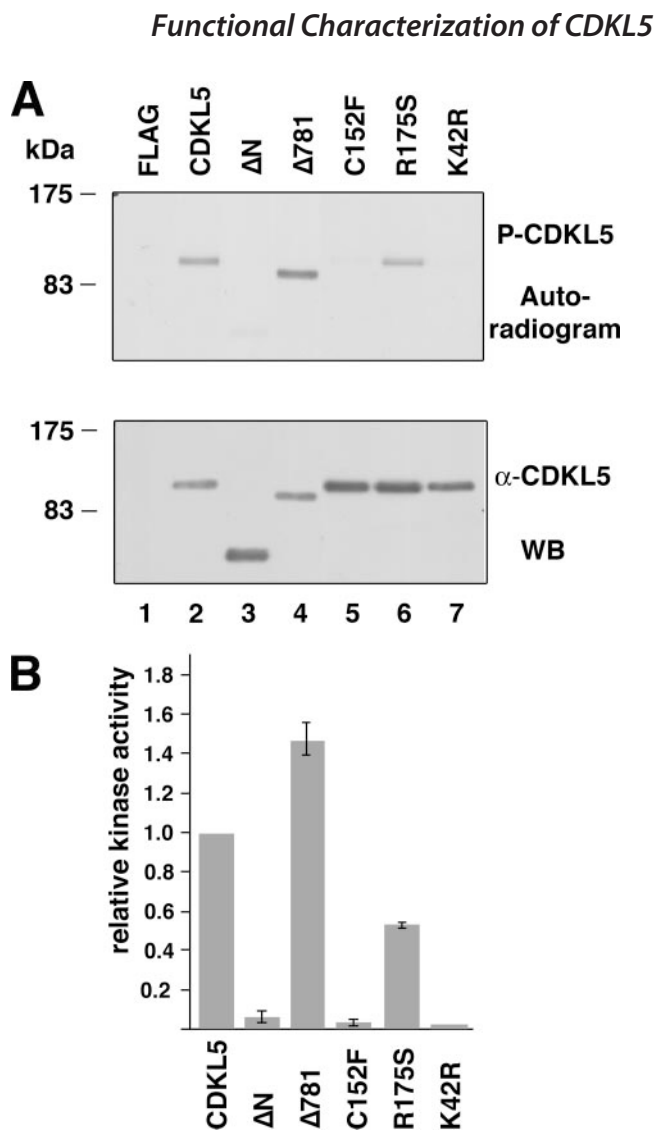 Functional Characterization of CDKL5
A
kDa
FLAG
CDKL5
ΔN
Δ781
C152F
R175S
K42R
175
83
P-CDKL5
Auto-
radiogram
175
83
α-CDKL5
WB
1 2 3 4 5 6 7
B
relative kinase activity
1.8
1.6
1.4
1.2
1.0
0.8
0.6
0.4
0.2
CDKL5
ΔN
Δ781
C152F
R175S
K42R